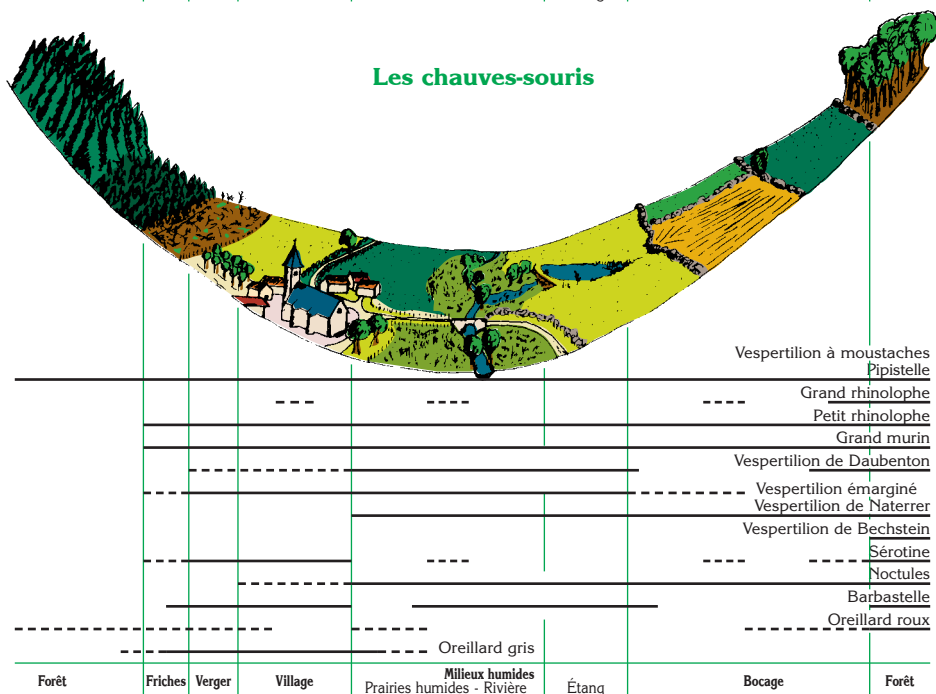 Les chauves-souris
Vespertilion à moustaches
Pipistelle
Grand rhinolophe
Petit rhinolophe
Grand murin
Vespertilion de Daubenton
Vespertilion émarginé
Vespertilion de Naterrer
Vespertilion de Bechstein
Sérotine
Noctules
Barbastelle
Oreillard roux
Oreillard gris
Forêt Friches Verger Village Milieux humides Bocage Forêt
Prairies humides - Rivière Étang